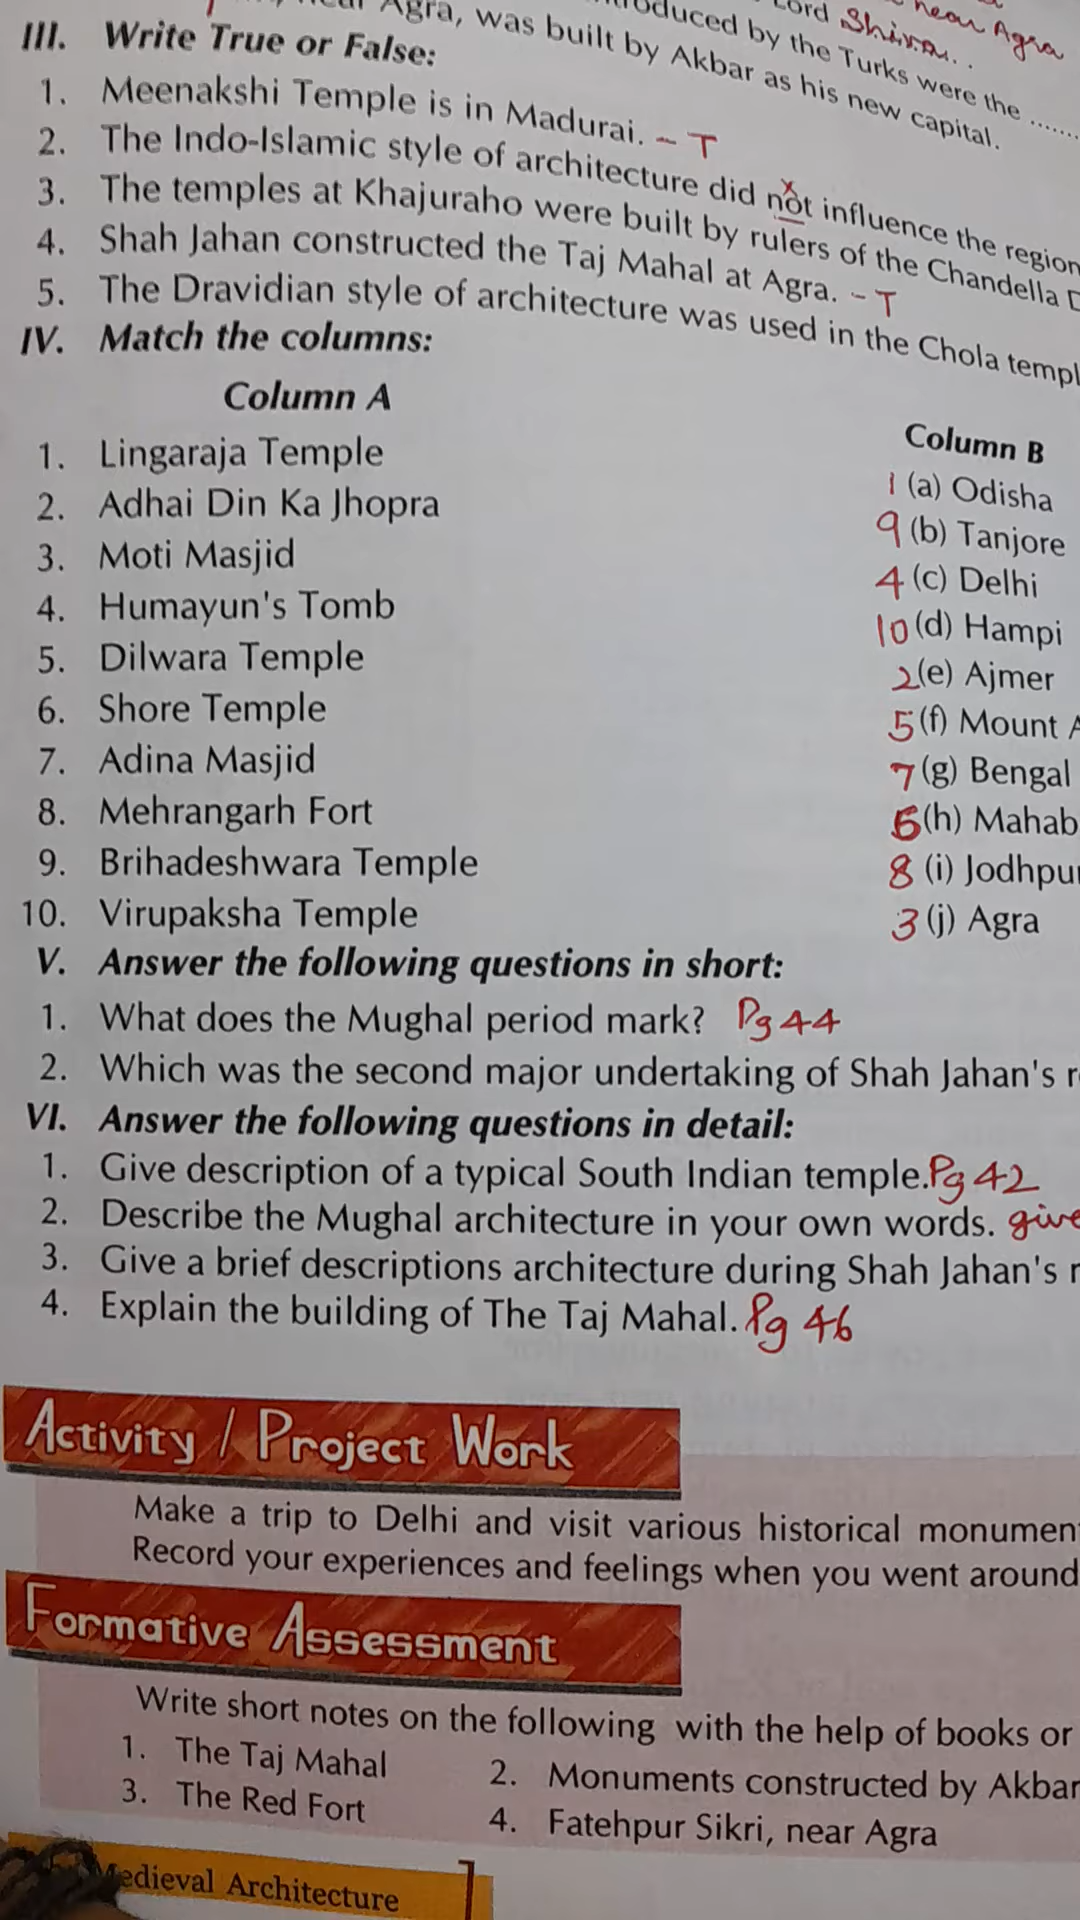 Lord Shiva.. near Agra
introduced by the Turks were the .......
Agra, was built by Akbar as his new capital.
III. Write True or False:
1. Meenakshi Temple is in Madurai. - T
2. The Indo-Islamic style of architecture did not influence the region
3. The temples at Khajuraho were built by rulers of the Chandella D
4. Shah Jahan constructed the Taj Mahal at Agra. - T
5. The Dravidian style of architecture was used in the Chola templ
IV. Match the columns:
Column A Column B
1. Lingaraja Temple 1 (a) Odisha
2. Adhai Din Ka Jhopra 9 (b) Tanjore
3. Moti Masjid 4 (c) Delhi
4. Humayun's Tomb 10 (d) Hampi
5. Dilwara Temple 2 (e) Ajmer
6. Shore Temple 5 (f) Mount A
7. Adina Masjid 7 (g) Bengal
8. Mehrangarh Fort 6 (h) Mahab
9. Brihadeshwara Temple 8 (i) Jodhpur
10. Virupaksha Temple 3 (j) Agra
V. Answer the following questions in short:
1. What does the Mughal period mark? Pg 44
2. Which was the second major undertaking of Shah Jahan's r
VI. Answer the following questions in detail:
1. Give description of a typical South Indian temple. Pg 42
2. Describe the Mughal architecture in your own words. give
3. Give a brief descriptions architecture during Shah Jahan's r
4. Explain the building of The Taj Mahal. Pg 46
Activity / Project Work
Make a trip to Delhi and visit various historical monumen
Record your experiences and feelings when you went around
Formative Assessment
Write short notes on the following with the help of books or
1. The Taj Mahal 2. Monuments constructed by Akbar
3. The Red Fort 4. Fatehpur Sikri, near Agra
Medieval Architecture